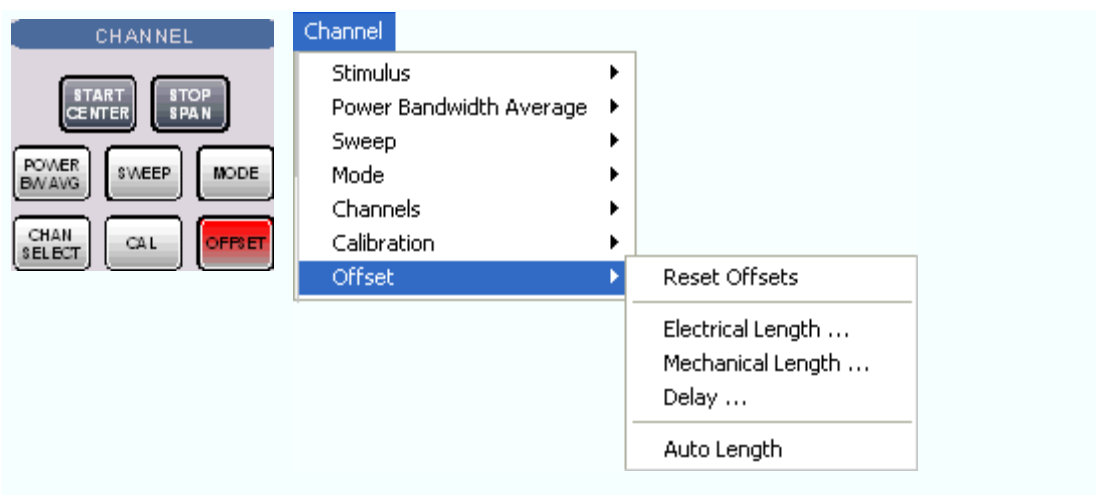 CHANNEL
START
CENTER
STOP
SPAN
POWER
BW AVG
SWEEP
MODE
CHAN
SELECT
CAL
OFFSET
Channel
Stimulus
Power Bandwidth Average
Sweep
Mode
Channels
Calibration
Offset
Reset Offsets
Electrical Length ...
Mechanical Length ...
Delay ...
Auto Length